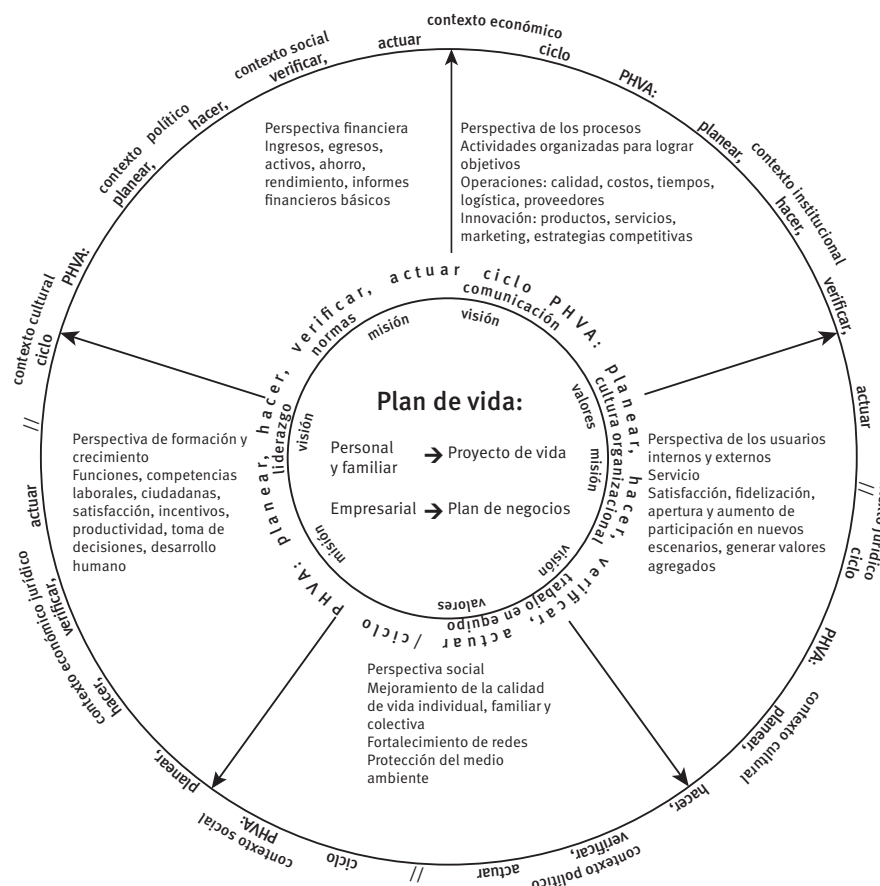 contexto económico
contexto institucional
contexto jurídico
contexto cultural
contexto político
contexto social
contexto económico jurídico
contexto cultural
contexto político
contexto social
ciclo PHVA: planear, hacer, verificar, actuar
// ciclo PHVA: planear, hacer, verificar, actuar
// ciclo PHVA: planear, hacer, verificar, actuar
// ciclo PHVA: planear, hacer, verificar, actuar
Perspectiva financiera
Ingresos, egresos,
activos, ahorro,
rendimiento, informes
financieros básicos
Perspectiva de los procesos
Actividades organizadas para lograr
objetivos
Operaciones: calidad, costos, tiempos,
logística, proveedores
Innovación: productos, servicios,
marketing, estrategias competitivas
ciclo PHVA: planear, hacer, verificar, actuar / ciclo PHVA: planear, hacer, verificar, actuar
liderazgo
normas
comunicación
cultura organizacional
trabajo en equipo
visión
misión
visión
valores
misión
visión
valores
misión
Plan de vida:
Personal
y familiar
➔ Proyecto de vida
Empresarial ➔ Plan de negocios
Perspectiva de formación y
crecimiento
Funciones, competencias
laborales, ciudadanas,
satisfacción, incentivos,
productividad, toma de
decisiones, desarrollo
humano
Perspectiva de los usuarios
internos y externos
Servicio
Satisfacción, fidelización,
apertura y aumento de
participación en nuevos
escenarios, generar valores
agregados
Perspectiva social
Mejoramiento de la calidad
de vida individual, familiar y
colectiva
Fortalecimiento de redes
Protección del medio
ambiente